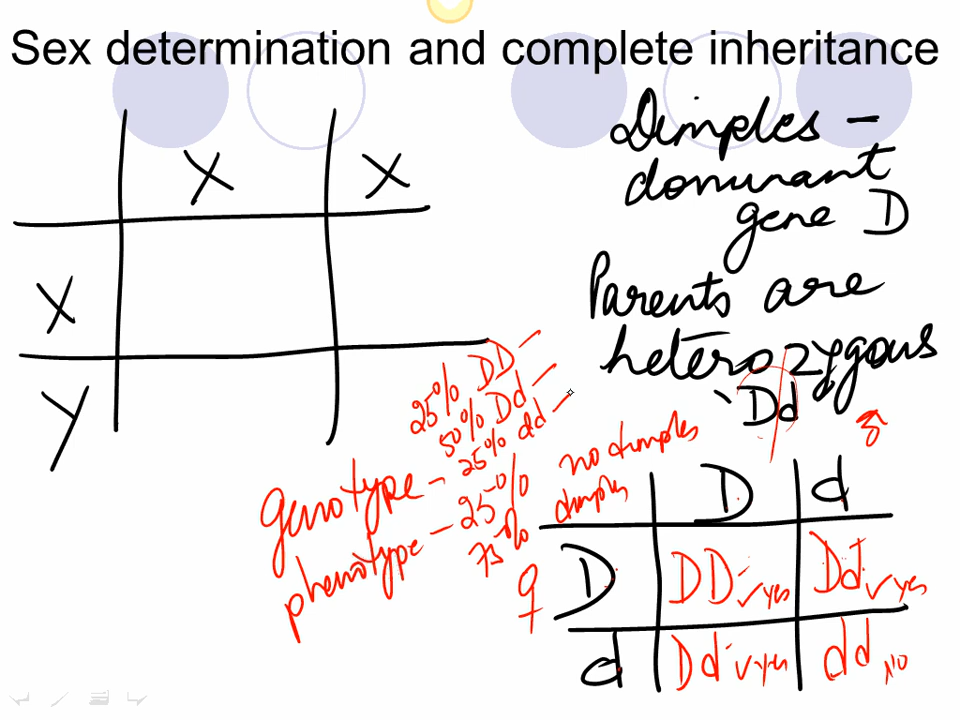 Sex determination and complete inheritance
X X
X
Y
Dimples -
dominant
gene D
Parents are
heterozygous
Dd
25% DD -
50% Dd -
25% dd -
genotype -
phenotype - 25% no dimples
75% dimples
♀
D d
D DD ✓ yes Dd ✓ yes
d Dd ✓ yes dd NO